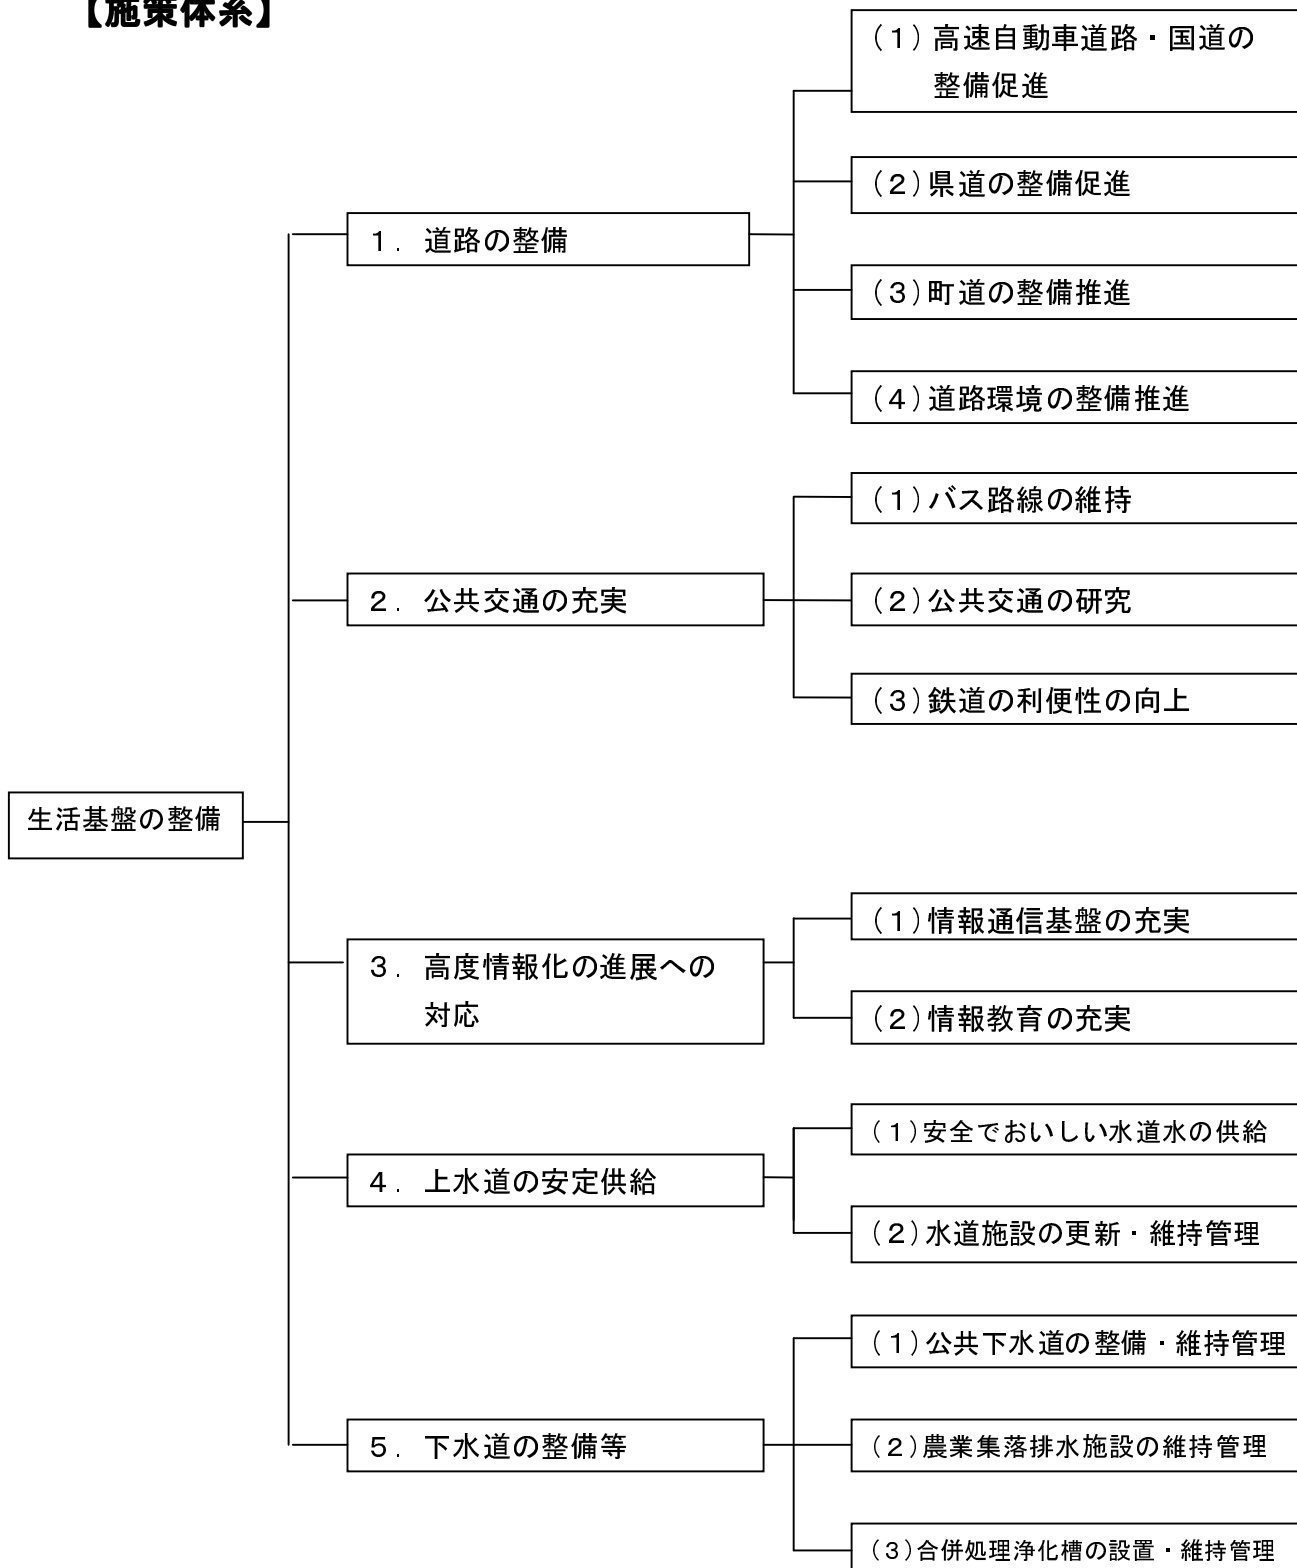 【施策体系】
生活基盤の整備
１．道路の整備
（１）高速自動車道路・国道の
整備促進
（２）県道の整備促進
（３）町道の整備推進
（４）道路環境の整備推進
２．公共交通の充実
（１）バス路線の維持
（２）公共交通の研究
（３）鉄道の利便性の向上
３．高度情報化の進展への
対応
（１）情報通信基盤の充実
（２）情報教育の充実
４．上水道の安定供給
（１）安全でおいしい水道水の供給
（２）水道施設の更新・維持管理
５．下水道の整備等
（１）公共下水道の整備・維持管理
（２）農業集落排水施設の維持管理
（３）合併処理浄化槽の設置・維持管理